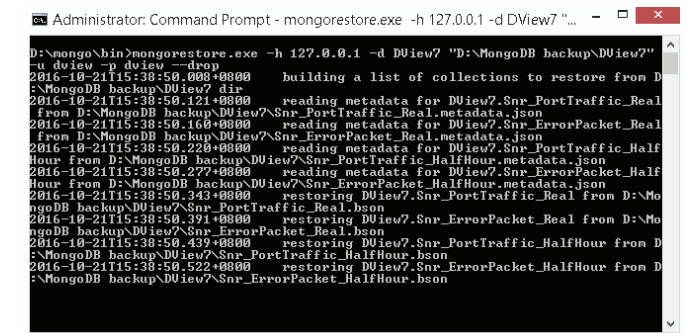 Administrator: Command Prompt - mongorestore.exe -h 127.0.0.1 -d DView7 "...
D:\mongo\bin>mongorestore.exe -h 127.0.0.1 -d DView7 "D:\MongoDB backup\DView7"
-u dview -p dview --drop
2016-10-21T15:38:50.008+0800 building a list of collections to restore from D
:\MongoDB backup\DView7 dir
2016-10-21T15:38:50.121+0800 reading metadata for DView7.Snr_PortTraffic_Real
from D:\MongoDB backup\DView7\Snr_PortTraffic_Real.metadata.json
2016-10-21T15:38:50.160+0800 reading metadata for DView7.Snr_ErrorPacket_Real
from D:\MongoDB backup\DView7\Snr_ErrorPacket_Real.metadata.json
2016-10-21T15:38:50.220+0800 reading metadata for DView7.Snr_PortTraffic_Half
Hour from D:\MongoDB backup\DView7\Snr_PortTraffic_HalfHour.metadata.json
2016-10-21T15:38:50.277+0800 reading metadata for DView7.Snr_ErrorPacket_Half
Hour from D:\MongoDB backup\DView7\Snr_ErrorPacket_HalfHour.metadata.json
2016-10-21T15:38:50.343+0800 restoring DView7.Snr_PortTraffic_Real from D:\Mo
ngoDB backup\DView7\Snr_PortTraffic_Real.bson
2016-10-21T15:38:50.391+0800 restoring DView7.Snr_ErrorPacket_Real from D:\Mo
ngoDB backup\DView7\Snr_ErrorPacket_Real.bson
2016-10-21T15:38:50.439+0800 restoring DView7.Snr_PortTraffic_HalfHour from D
:\MongoDB backup\DView7\Snr_PortTraffic_HalfHour.bson
2016-10-21T15:38:50.522+0800 restoring DView7.Snr_ErrorPacket_HalfHour from D
:\MongoDB backup\DView7\Snr_ErrorPacket_HalfHour.bson